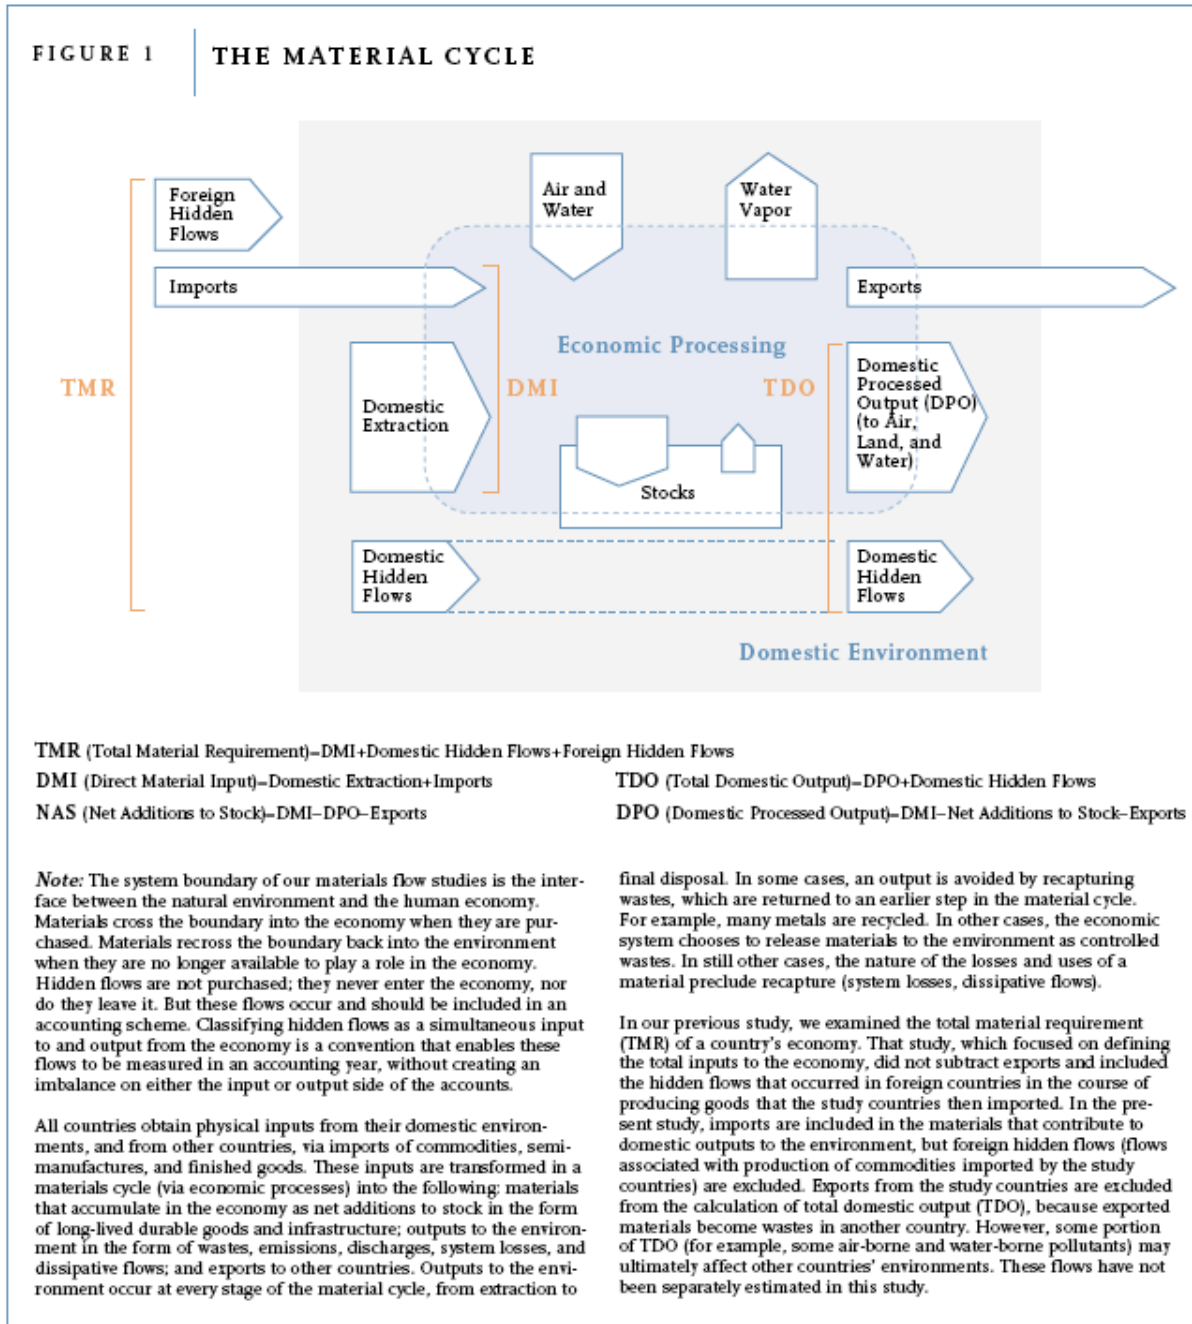 FIGURE 1
THE MATERIAL CYCLE
Foreign
Hidden
Flows
Air and
Water
Water
Vapor
Imports
Exports
Economic Processing
TMR
Domestic
Extraction
DMI
TDO
Domestic
Processed
Output (DPO)
(to Air,
Land, and
Water)
Stocks
Domestic
Hidden
Flows
Domestic
Hidden
Flows
Domestic Environment
TMR (Total Material Requirement)=DMI+Domestic Hidden Flows+Foreign Hidden Flows
DMI (Direct Material Input)=Domestic Extraction+Imports
NAS (Net Additions to Stock)=DMI–DPO–Exports
TDO (Total Domestic Output)=DPO+Domestic Hidden Flows
DPO (Domestic Processed Output)=DMI–Net Additions to Stock–Exports
Note: The system boundary of our materials flow studies is the inter-
face between the natural environment and the human economy.
Materials cross the boundary into the economy when they are pur-
chased. Materials recross the boundary back into the environment
when they are no longer available to play a role in the economy.
Hidden flows are not purchased; they never enter the economy, nor
do they leave it. But these flows occur and should be included in an
accounting scheme. Classifying hidden flows as a simultaneous input
to and output from the economy is a convention that enables these
flows to be measured in an accounting year, without creating an
imbalance on either the input or output side of the accounts.
All countries obtain physical inputs from their domestic environ-
ments, and from other countries, via imports of commodities, semi-
manufactures, and finished goods. These inputs are transformed in a
materials cycle (via economic processes) into the following: materials
that accumulate in the economy as net additions to stock in the form
of long-lived durable goods and infrastructure; outputs to the environ-
ment in the form of wastes, emissions, discharges, system losses, and
dissipative flows; and exports to other countries. Outputs to the envi-
ronment occur at every stage of the material cycle, from extraction to
final disposal. In some cases, an output is avoided by recapturing
wastes, which are returned to an earlier step in the material cycle.
For example, many metals are recycled. In other cases, the economic
system chooses to release materials to the environment as controlled
wastes. In still other cases, the nature of the losses and uses of a
material preclude recapture (system losses, dissipative flows).
In our previous study, we examined the total material requirement
(TMR) of a country's economy. That study, which focused on defining
the total inputs to the economy, did not subtract exports and included
the hidden flows that occurred in foreign countries in the course of
producing goods that the study countries then imported. In the pre-
sent study, imports are included in the materials that contribute to
domestic outputs to the environment, but foreign hidden flows (flows
associated with production of commodities imported by the study
countries) are excluded. Exports from the study countries are excluded
from the calculation of total domestic output (TDO), because exported
materials become wastes in another country. However, some portion
of TDO (for example, some air-borne and water-borne pollutants) may
ultimately affect other countries' environments. These flows have not
been separately estimated in this study.